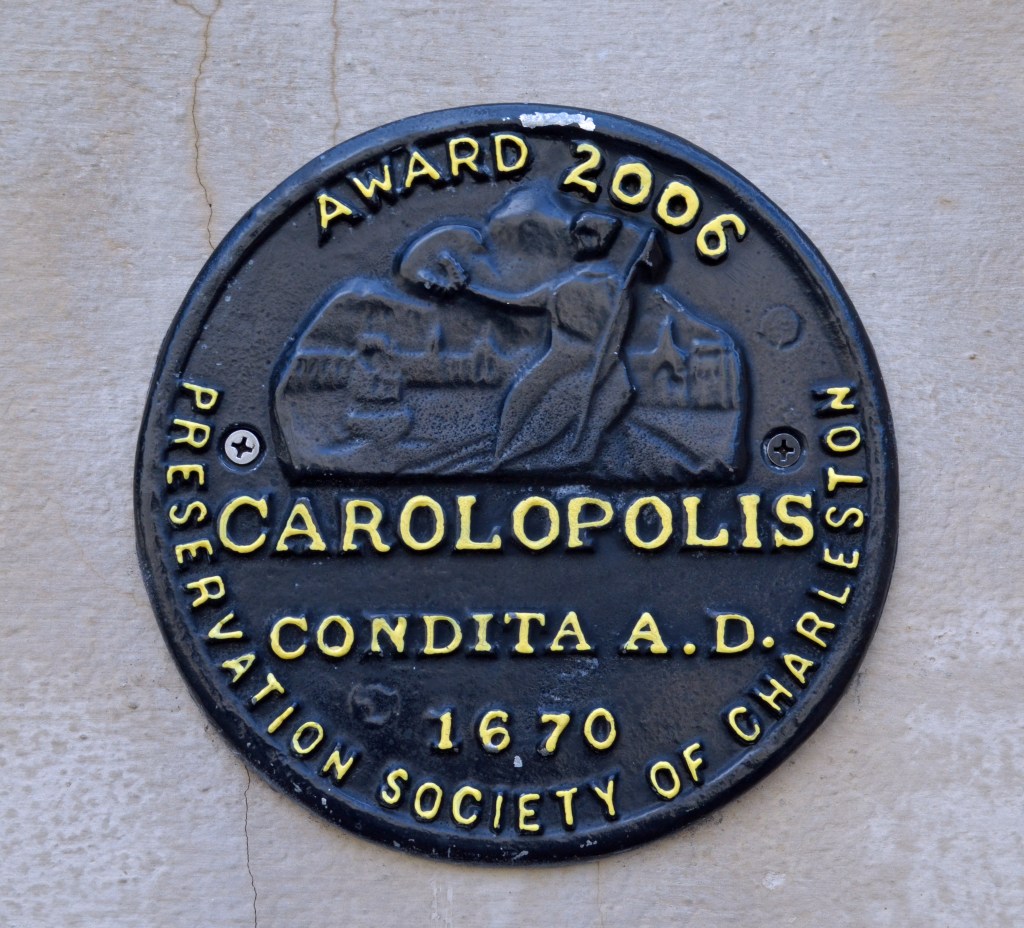 AWARD 2006
CAROLOPOLIS
CONDITA A.D.
1670
PRESERVATION SOCIETY OF CHARLESTON